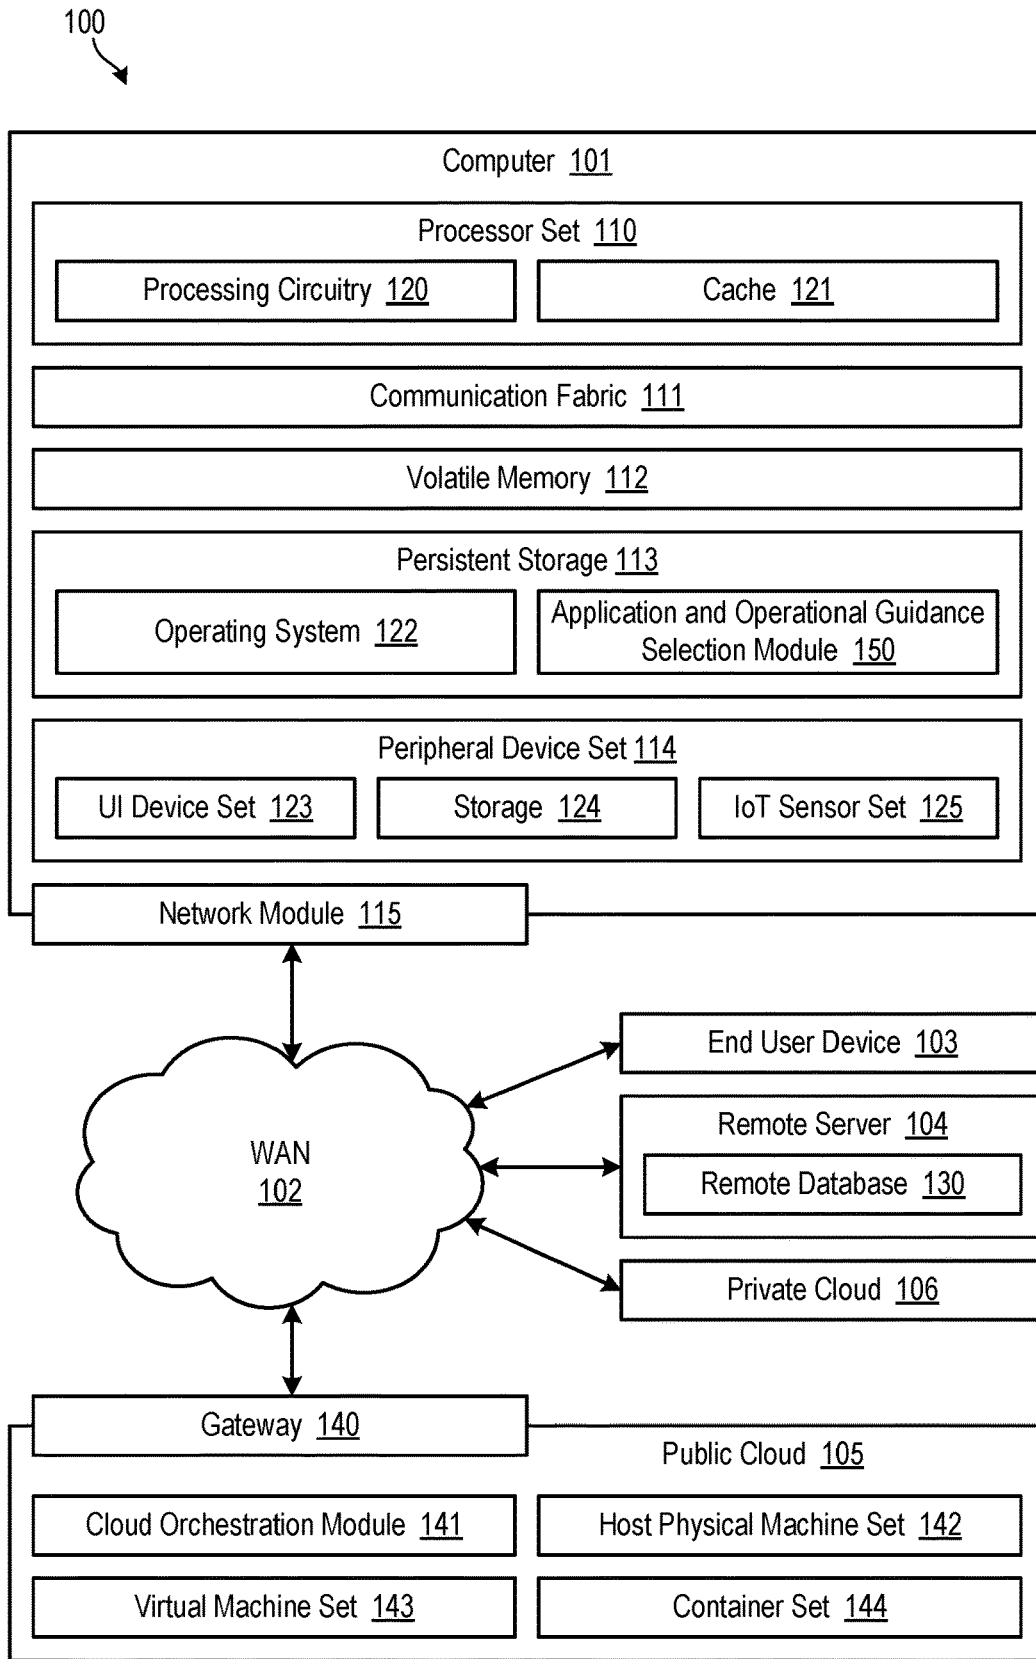 100
Computer 101
Processor Set 110
Processing Circuitry 120
Cache 121
Communication Fabric 111
Volatile Memory 112
Persistent Storage 113
Operating System 122
Application and Operational Guidance
Selection Module 150
Peripheral Device Set 114
UI Device Set 123
Storage 124
IoT Sensor Set 125
Network Module 115
WAN
102
End User Device 103
Remote Server 104
Remote Database 130
Private Cloud 106
Gateway 140
Public Cloud 105
Cloud Orchestration Module 141
Host Physical Machine Set 142
Virtual Machine Set 143
Container Set 144